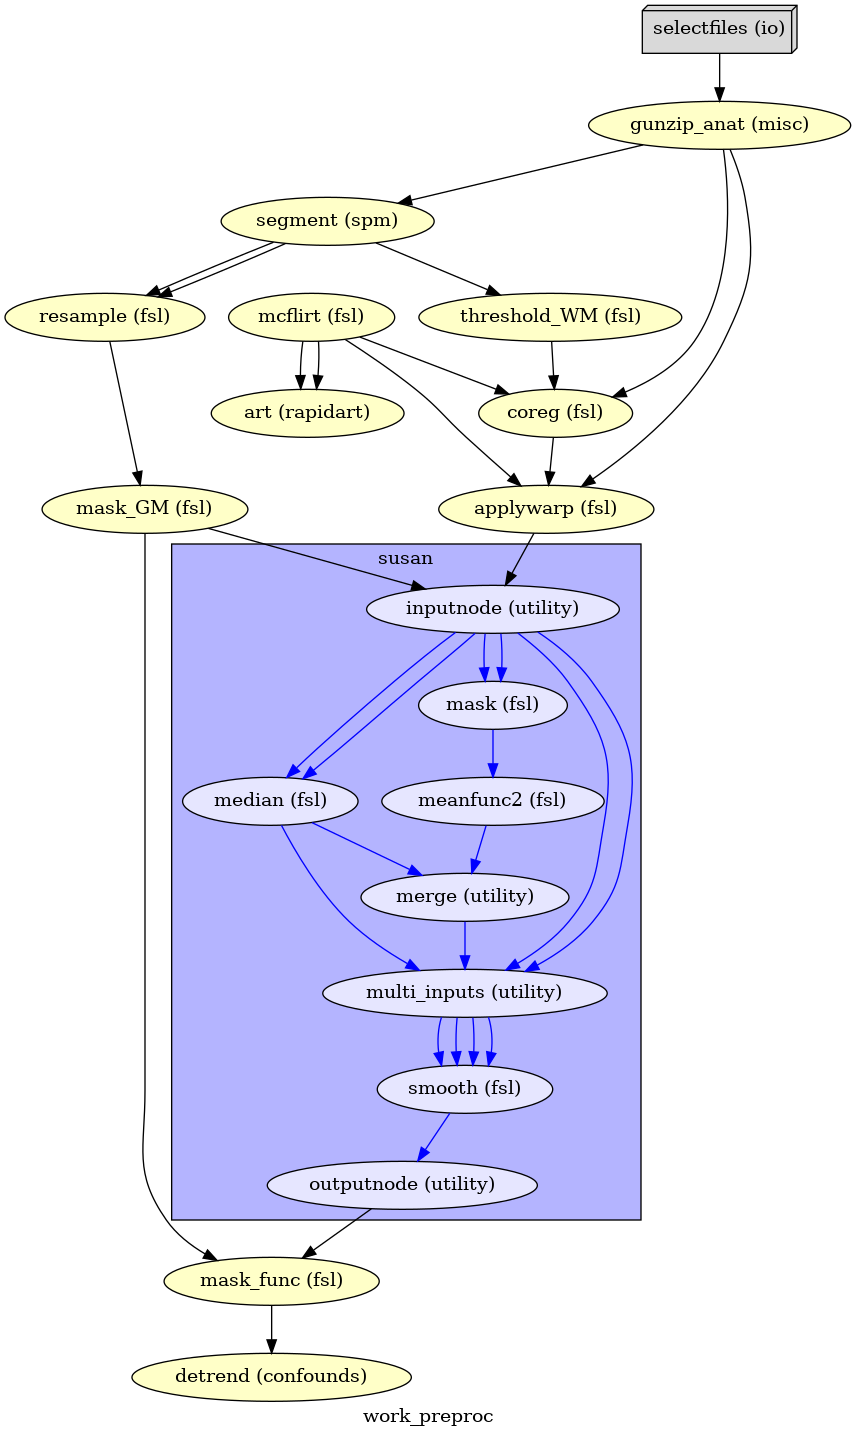 selectfiles (io)
gunzip_anat (misc)
segment (spm)
resample (fsl)
mcflirt (fsl)
threshold_WM (fsl)
art (rapidart)
coreg (fsl)
mask_GM (fsl)
applywarp (fsl)
susan
inputnode (utility)
mask (fsl)
median (fsl)
meanfunc2 (fsl)
merge (utility)
multi_inputs (utility)
smooth (fsl)
outputnode (utility)
mask_func (fsl)
detrend (confounds)
work_preproc